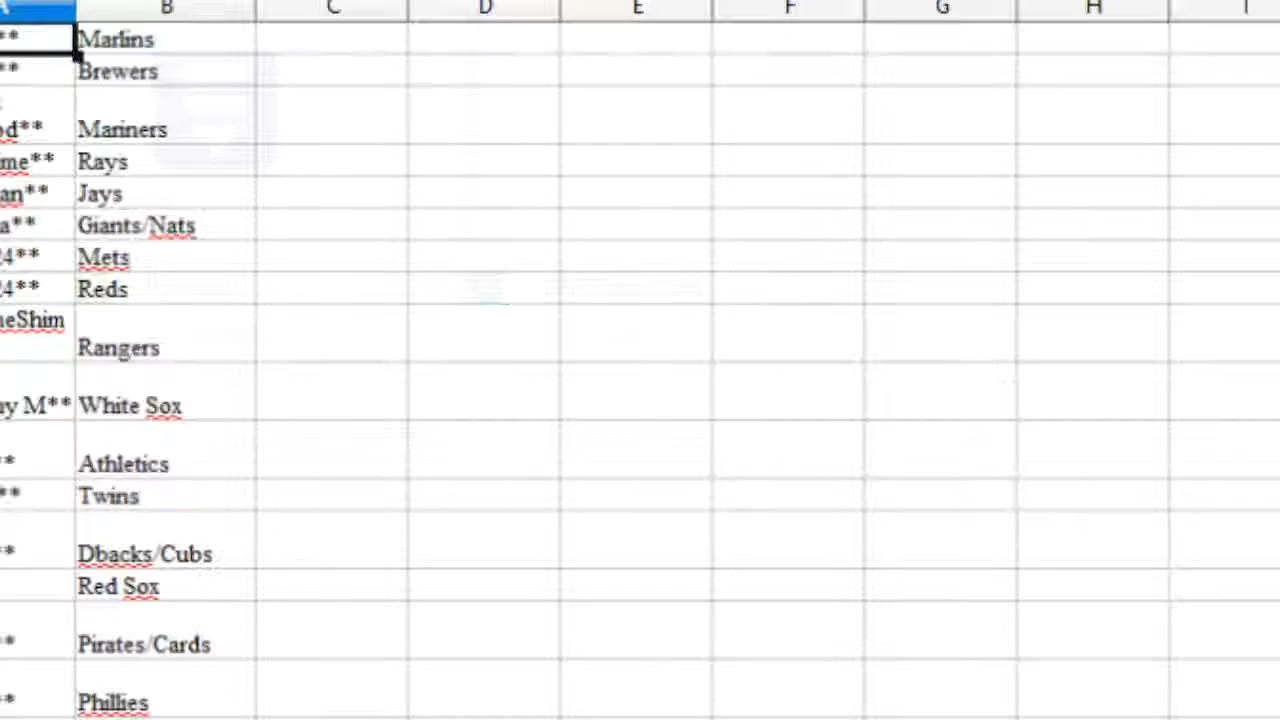 A B C D E F G H I
** Marlins
** Brewers
od** Mariners
me** Rays
an** Jays
a** Giants/Nats
24** Mets
24** Reds
neShim
Rangers
ny M** White Sox
** Athletics
** Twins
** Dbacks/Cubs
Red Sox
** Pirates/Cards
** Phillies